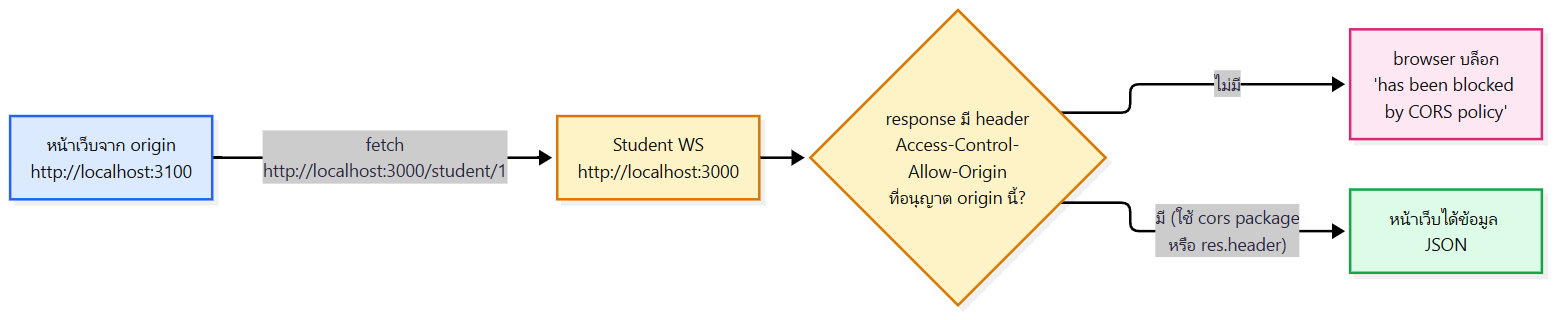 หน้าเว็บจาก origin
http://localhost:3100
fetch
http://localhost:3000/student/1
Student WS
http://localhost:3000
response มี header
Access-Control-
Allow-Origin
ที่อนุญาต origin นี้?
ไม่มี
browser บล็อก
'has been blocked
by CORS policy'
มี (ใช้ cors package
หรือ res.header)
หน้าเว็บได้ข้อมูล
JSON